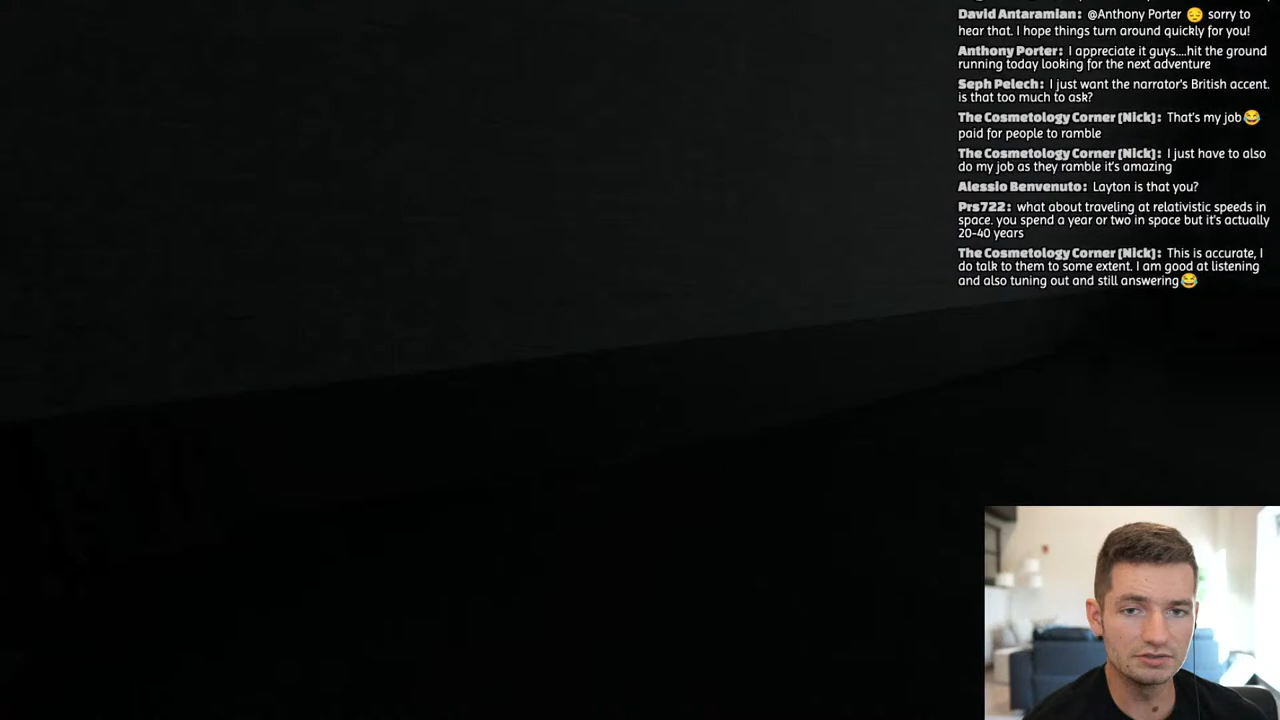 David Antaramian: @Anthony Porter 😔 sorry to
hear that. I hope things turn around quickly for you!
Anthony Porter: I appreciate it guys....hit the ground
running today looking for the next adventure
Seph Pelech: I just want the narrator's British accent.
is that too much to ask?
The Cosmetology Corner [Nick]: That's my job😂
paid for people to ramble
The Cosmetology Corner [Nick]: I just have to also
do my job as they ramble it's amazing
Alessio Benvenuto: Layton is that you?
Prs722: what about traveling at relativistic speeds in
space. you spend a year or two in space but it's actually
20-40 years
The Cosmetology Corner [Nick]: This is accurate, I
do talk to them to some extent. I am good at listening
and also tuning out and still answering😂